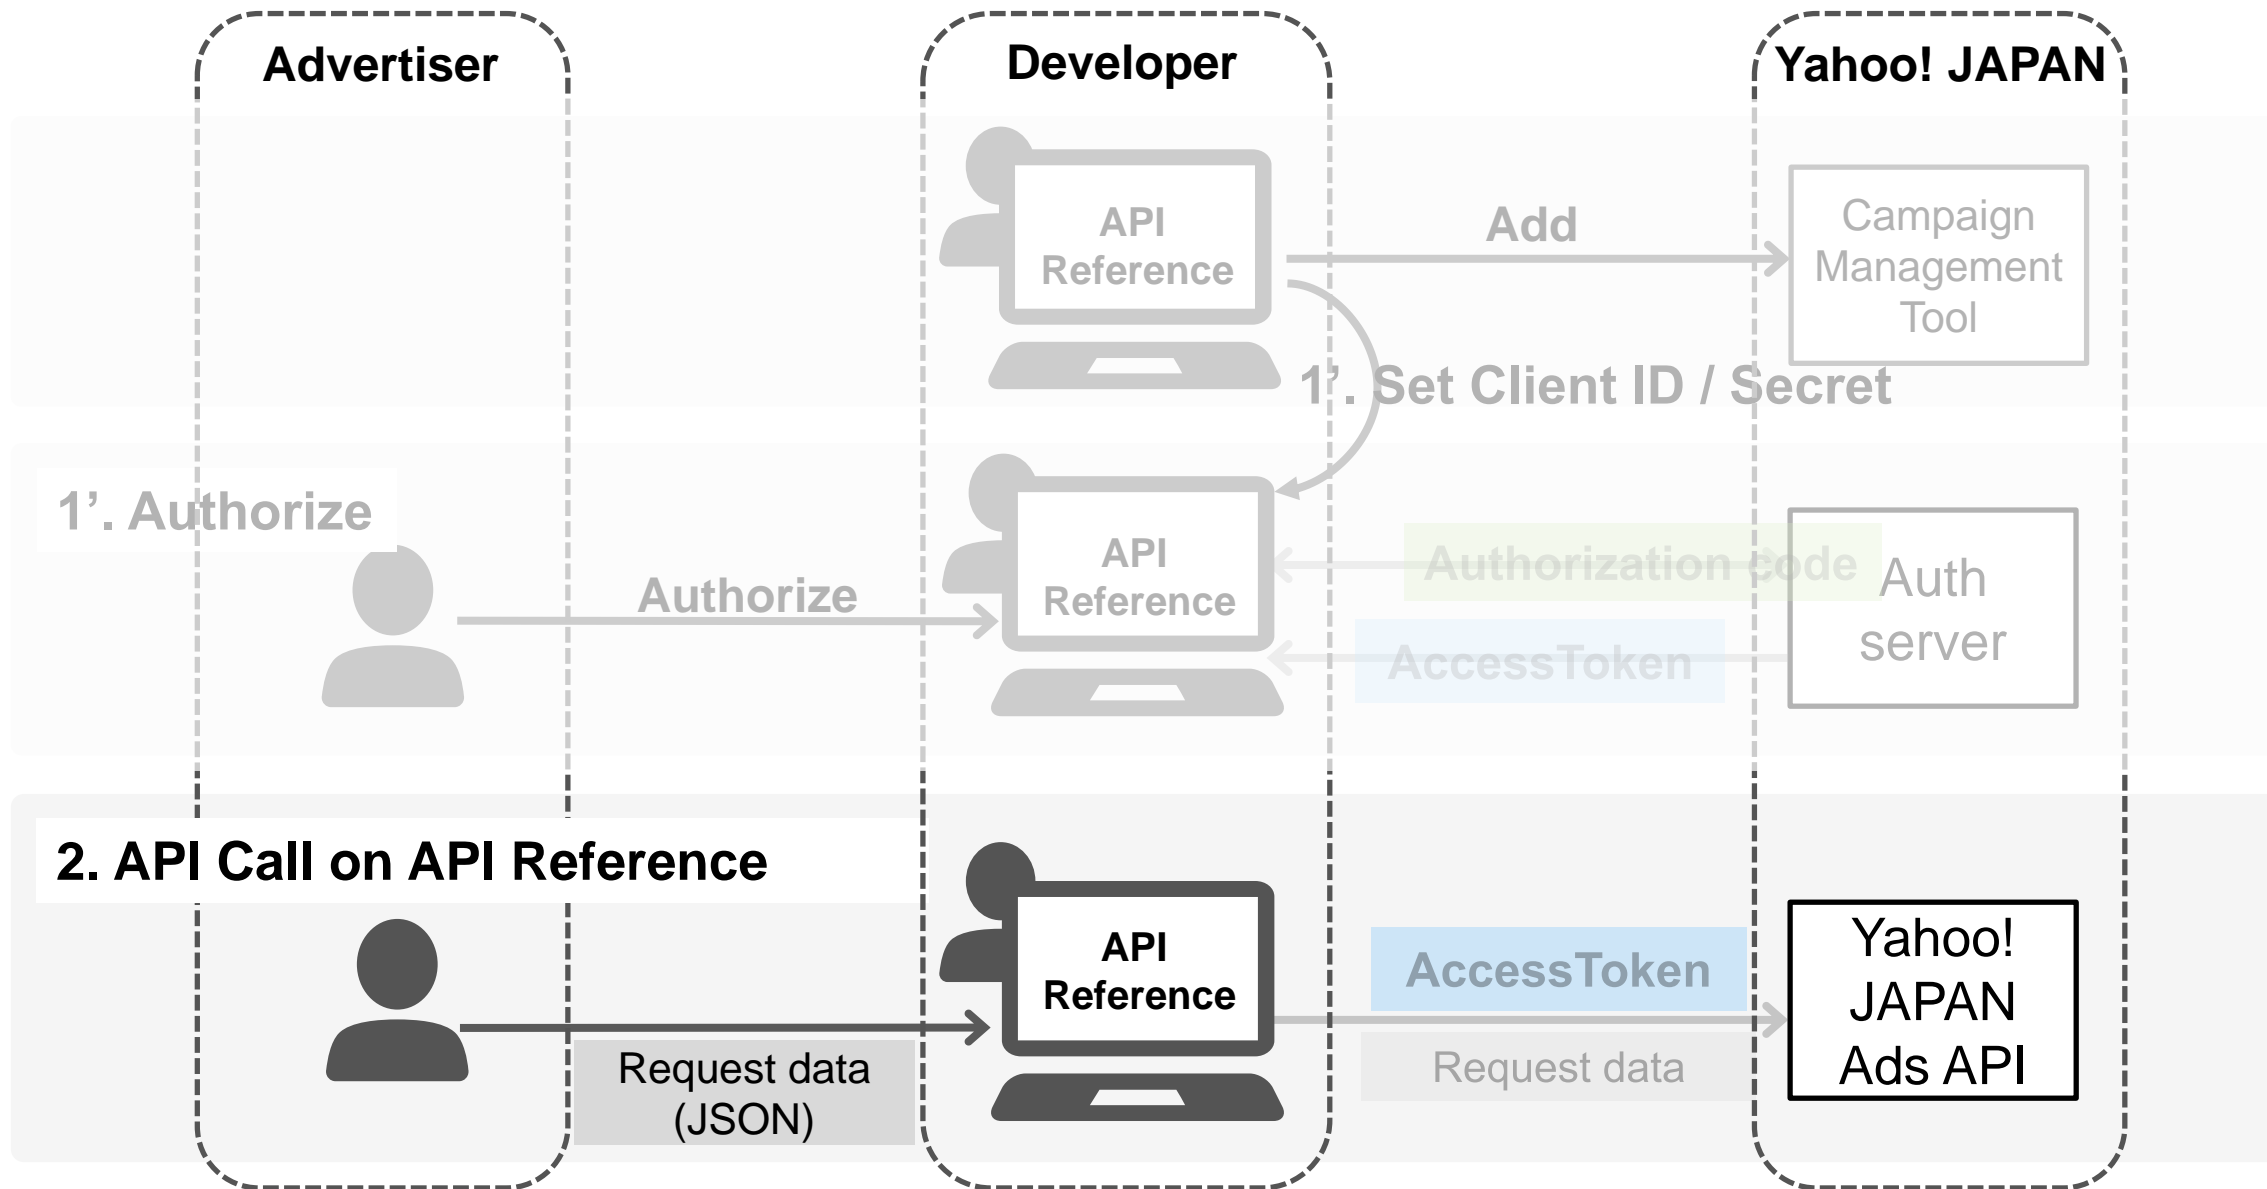 Advertiser
Developer
Yahoo! JAPAN
API
Reference
Add
Campaign
Management
Tool
1’. Set Client ID / Secret
1’. Authorize
Authorize
API
Reference
Authorization code
AccessToken
Auth
server
2. API Call on API Reference
Request data
(JSON)
API
Reference
AccessToken
Request data
Yahoo!
JAPAN
Ads API